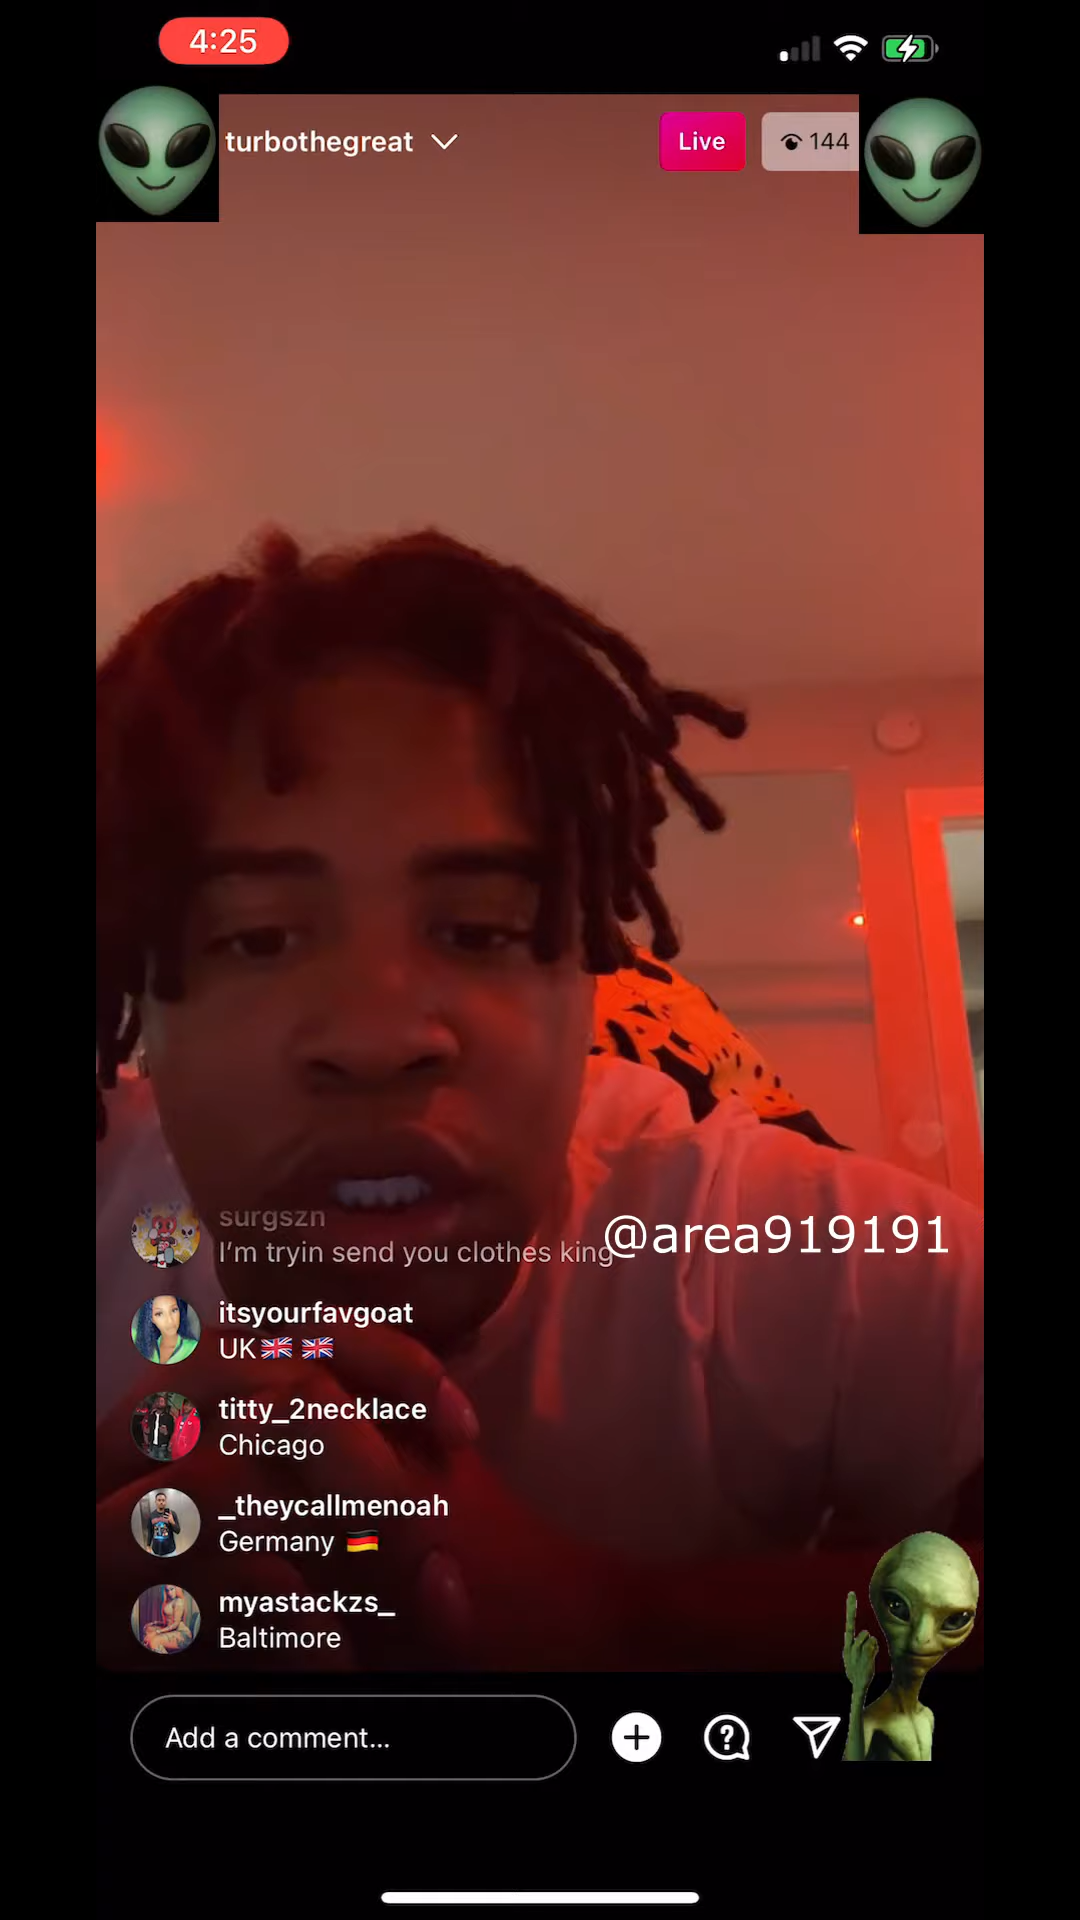 4:25
turbothegreat
Live
144
surgszn
I'm tryin send you clothes king
@area919191
itsyourfavgoat
UK🇬🇧 🇬🇧
titty_2necklace
Chicago
_theycallmenoah
Germany 🇩🇪
myastackzs_
Baltimore
Add a comment...